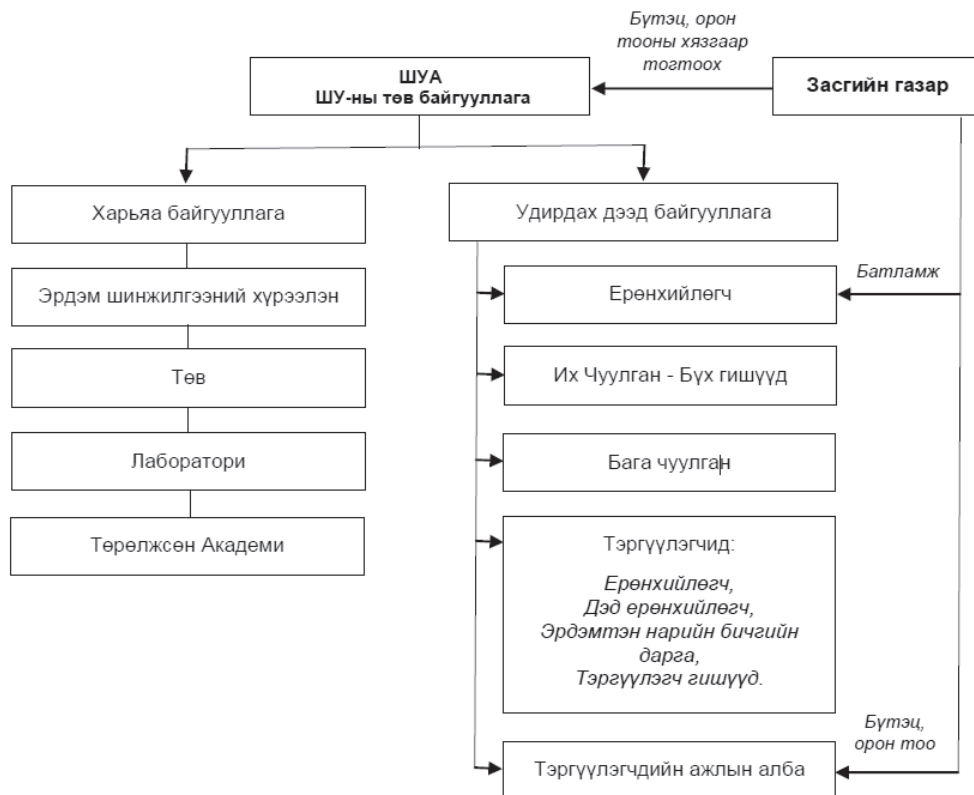 Бүтэц, орон
тооны хязгаар
тогтоох
ШУА
ШУ-ны төв байгууллага
Засгийн газар
Харьяа байгууллага
Удирдах дээд байгууллага
Эрдэм шинжилгээний хүрээлэн
Ерөнхийлөгч
Батламж
Төв
Их Чуулган - Бүх гишүүд
Лаборатори
Бага чуулган
Төрөлжсөн Академи
Тэргүүлэгчид:
Ерөнхийлөгч,
Дэд ерөнхийлөгч,
Эрдэмтэн нарийн бичгийн
дарга,
Тэргүүлэгч гишүүд.
Бүтэц,
орон тоо
Тэргүүлэгчдийн ажлын алба